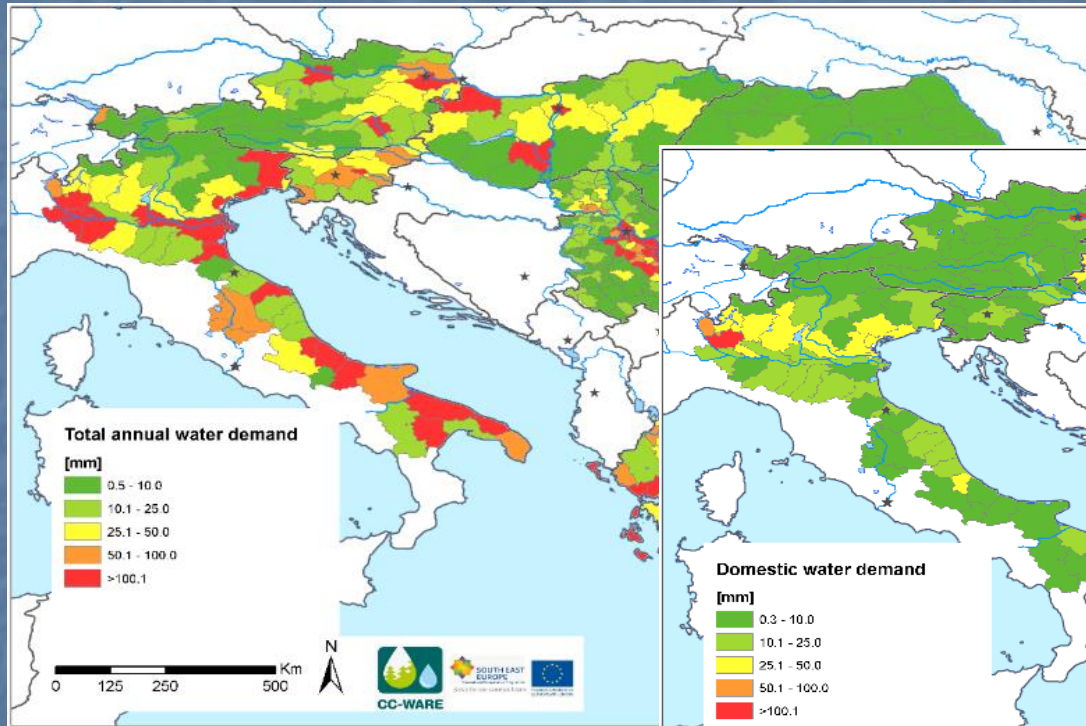 Total annual water demand
[mm]
0.5 - 10.0
10.1 - 25.0
25.1 - 50.0
50.1 - 100.0
>100.1
0 125 250 500
Km
N
CC-WARE
SOUTH EAST
EUROPE
Domestic water demand
[mm]
0.3 - 10.0
10.1 - 25.0
25.1 - 50.0
50.1 - 100.0
>100.1